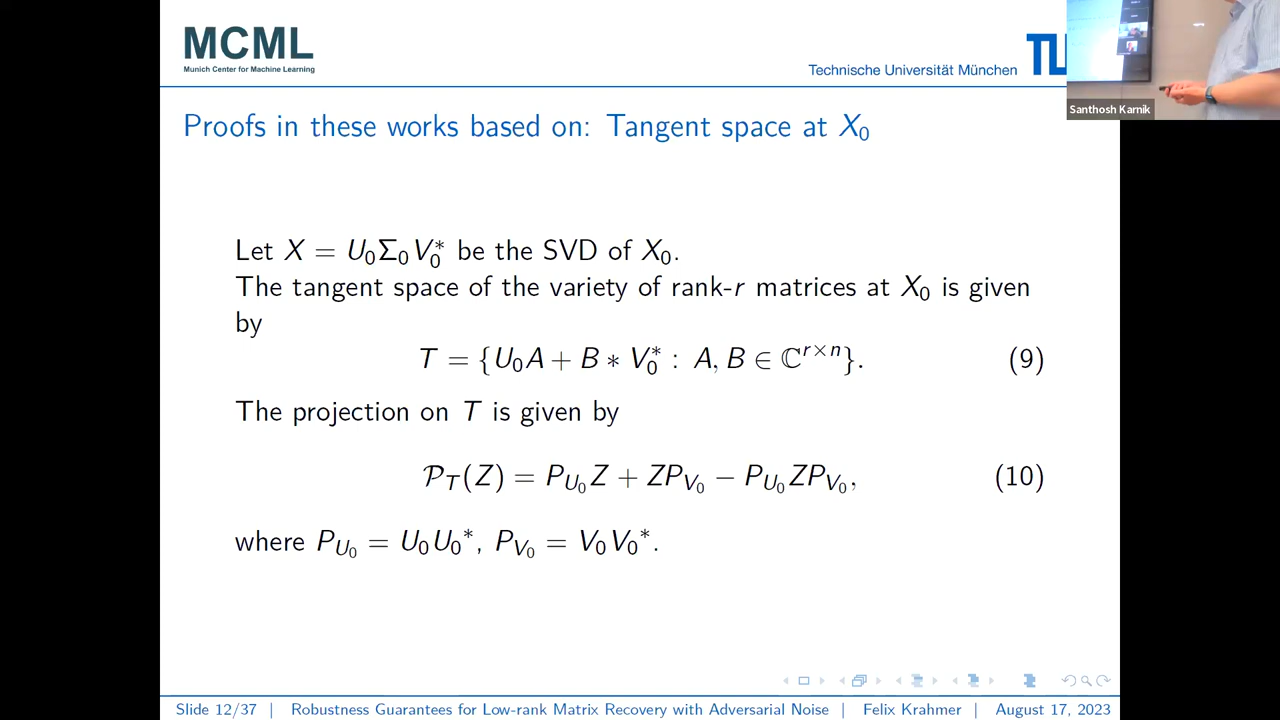 MCML
Munich Center for Machine Learning
Technische Universität München
TU
Santhosh Karnik
Proofs in these works based on: Tangent space at X₀
Let X = U₀Σ₀V₀* be the SVD of X₀.
The tangent space of the variety of rank-r matrices at X₀ is given
by
T = {U₀A + B ∗ V₀* : A, B ∈ ℂ^{r×n}}. (9)
The projection on T is given by
𝒫_T(Z) = P_{U₀}Z + ZP_{V₀} − P_{U₀}ZP_{V₀}, (10)
where P_{U₀} = U₀U₀*, P_{V₀} = V₀V₀*.
Slide 12/37 | Robustness Guarantees for Low-rank Matrix Recovery with Adversarial Noise | Felix Krahmer | August 17, 2023